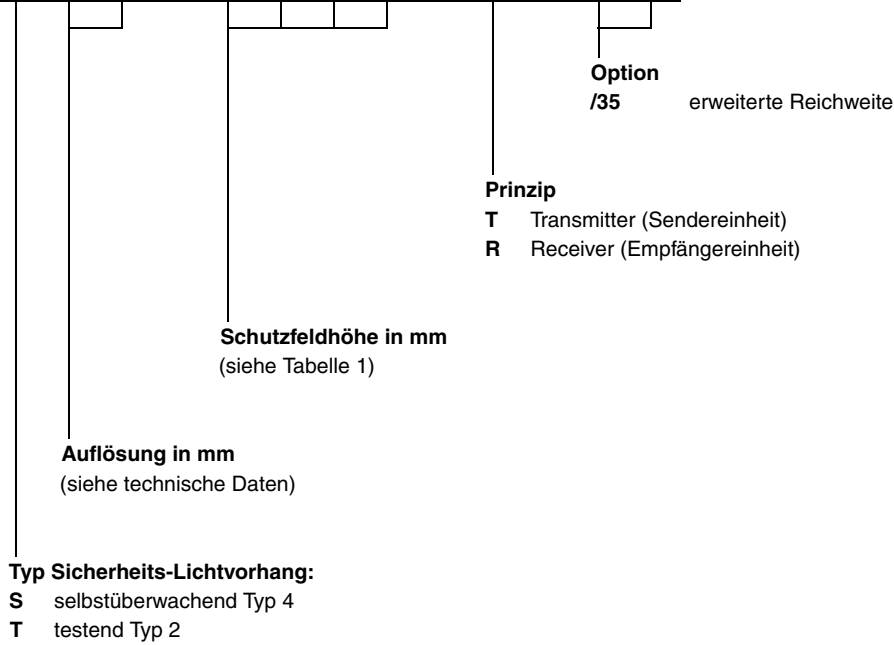 Option
/35 erweiterte Reichweite
Prinzip
T Transmitter (Sendereinheit)
R Receiver (Empfängereinheit)
Schutzfeldhöhe in mm
(siehe Tabelle 1)
Auflösung in mm
(siehe technische Daten)
Typ Sicherheits-Lichtvorhang:
S selbstüberwachend Typ 4
T testend Typ 2